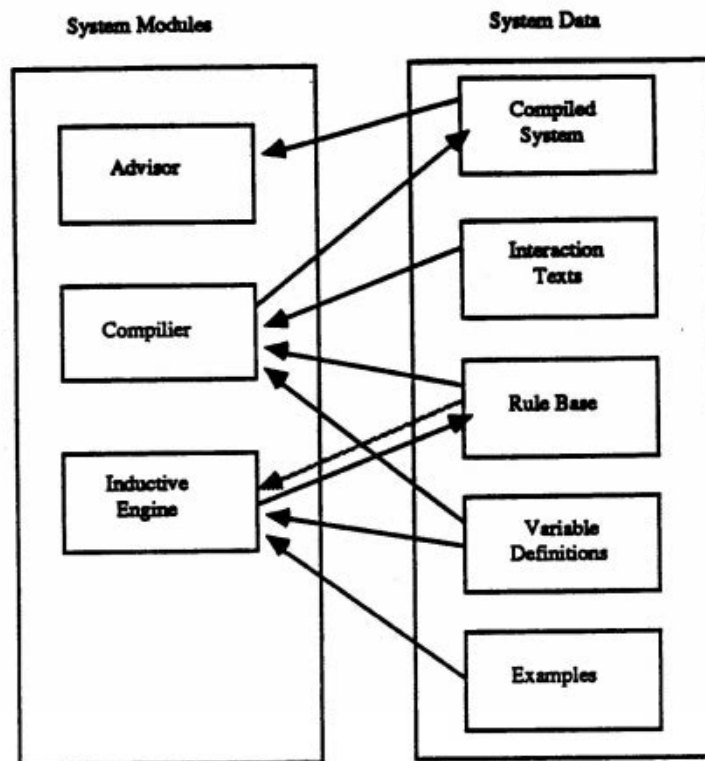 System Modules
System Data
Advisor
Compilier
Inductive
Engine
Compiled
System
Interaction
Texts
Rule Base
Variable
Definitions
Examples